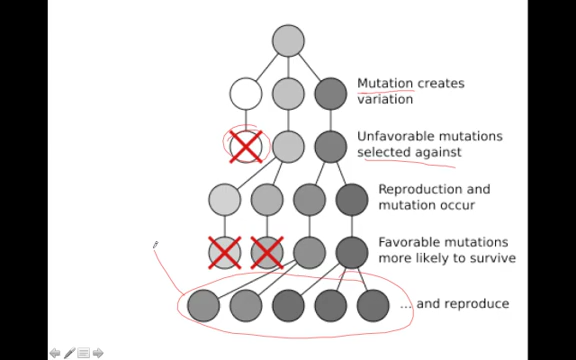 Mutation creates
variation
Unfavorable mutations
selected against
Reproduction and
mutation occur
Favorable mutations
more likely to survive
... and reproduce